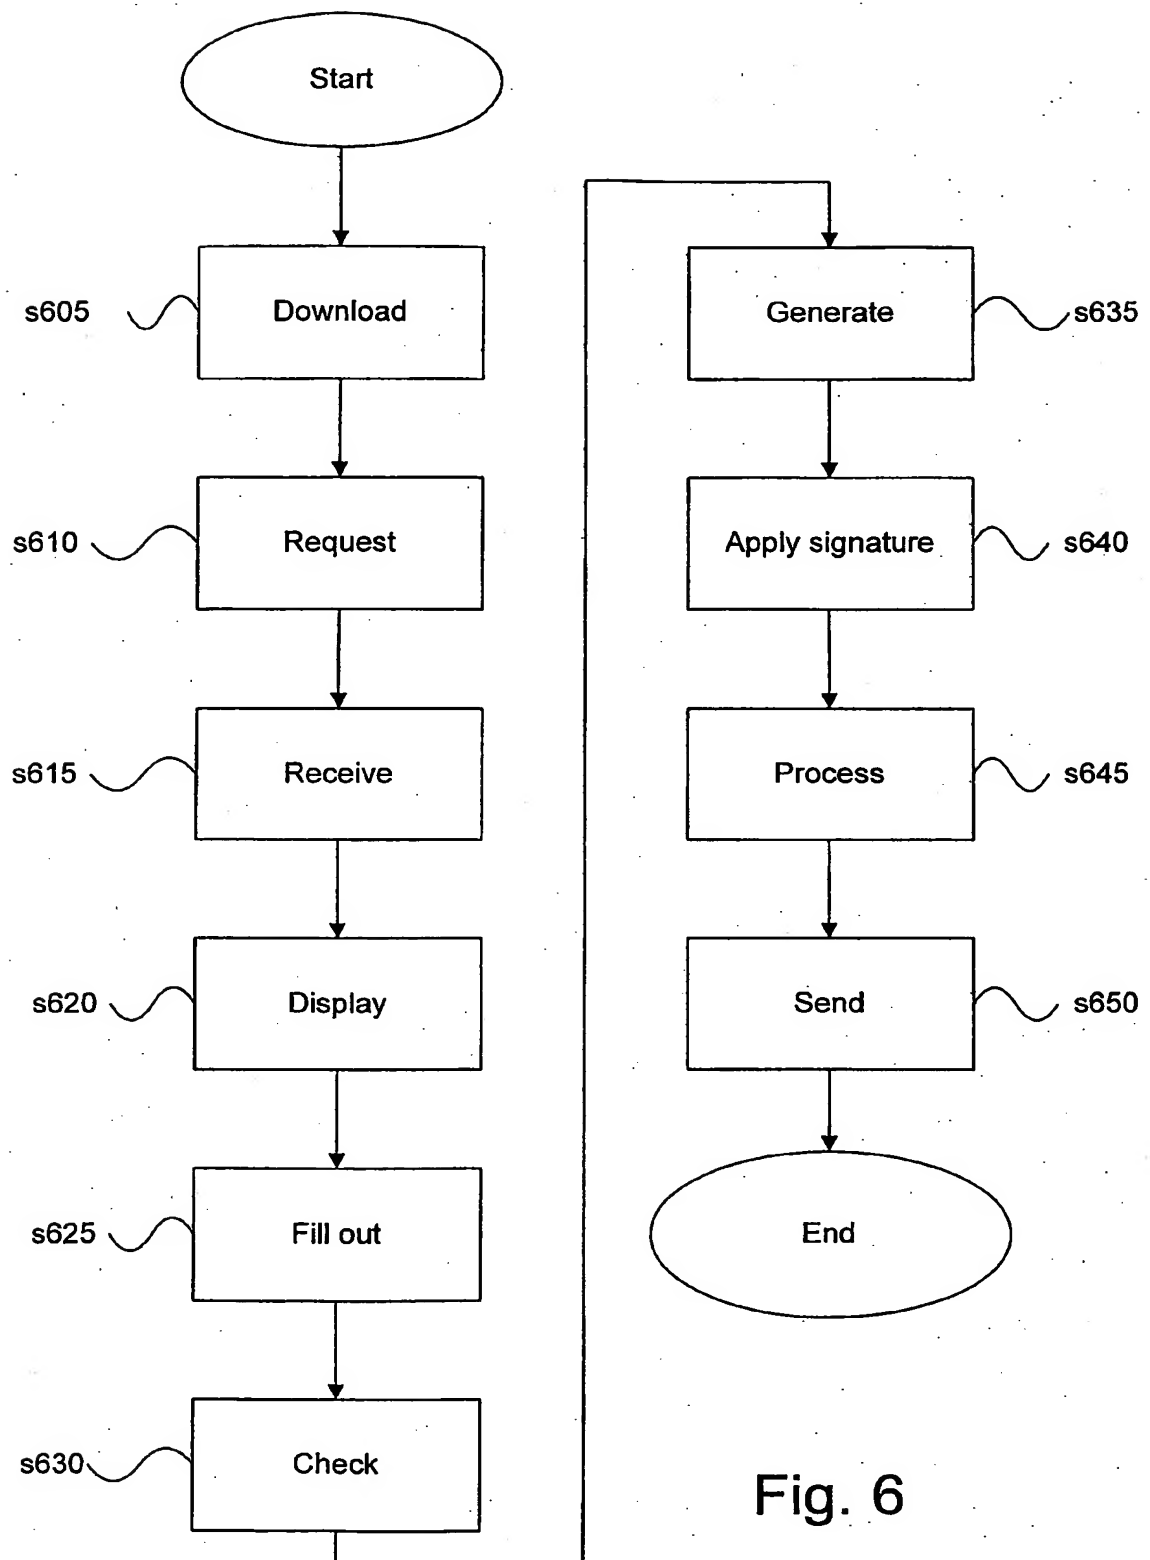 Start
s605
Download
s610
Request
s615
Receive
s620
Display
s625
Fill out
s630
Check
Generate
s635
Apply signature
s640
Process
s645
Send
s650
End
Fig. 6